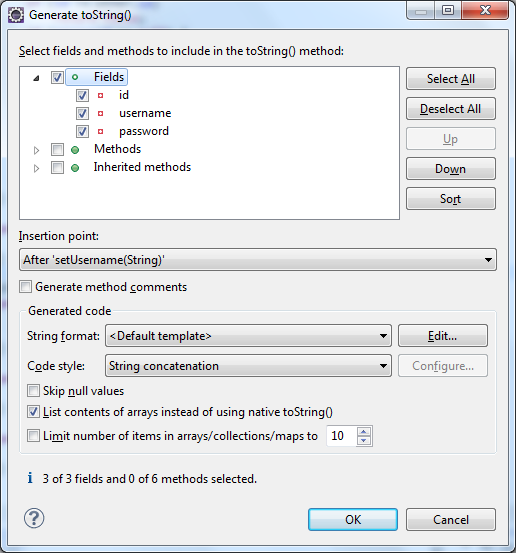 Generate toString()
Select fields and methods to include in the toString() method:
Fields
id
username
password
Methods
Inherited methods
Select All
Deselect All
Up
Down
Sort
Insertion point:
After 'setUsername(String)'
Generate method comments
Generated code
String format: <Default template> Edit...
Code style: String concatenation Configure...
Skip null values
List contents of arrays instead of using native toString()
Limit number of items in arrays/collections/maps to 10
i 3 of 3 fields and 0 of 6 methods selected.
? OK Cancel